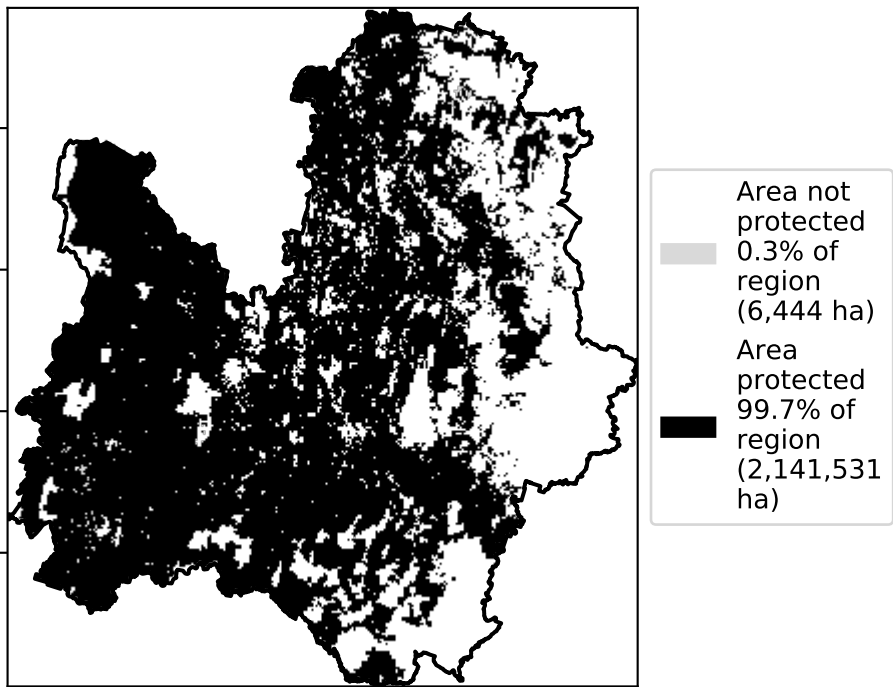 Area not
protected
0.3% of
region
(6,444 ha)
Area
protected
99.7% of
region
(2,141,531
ha)